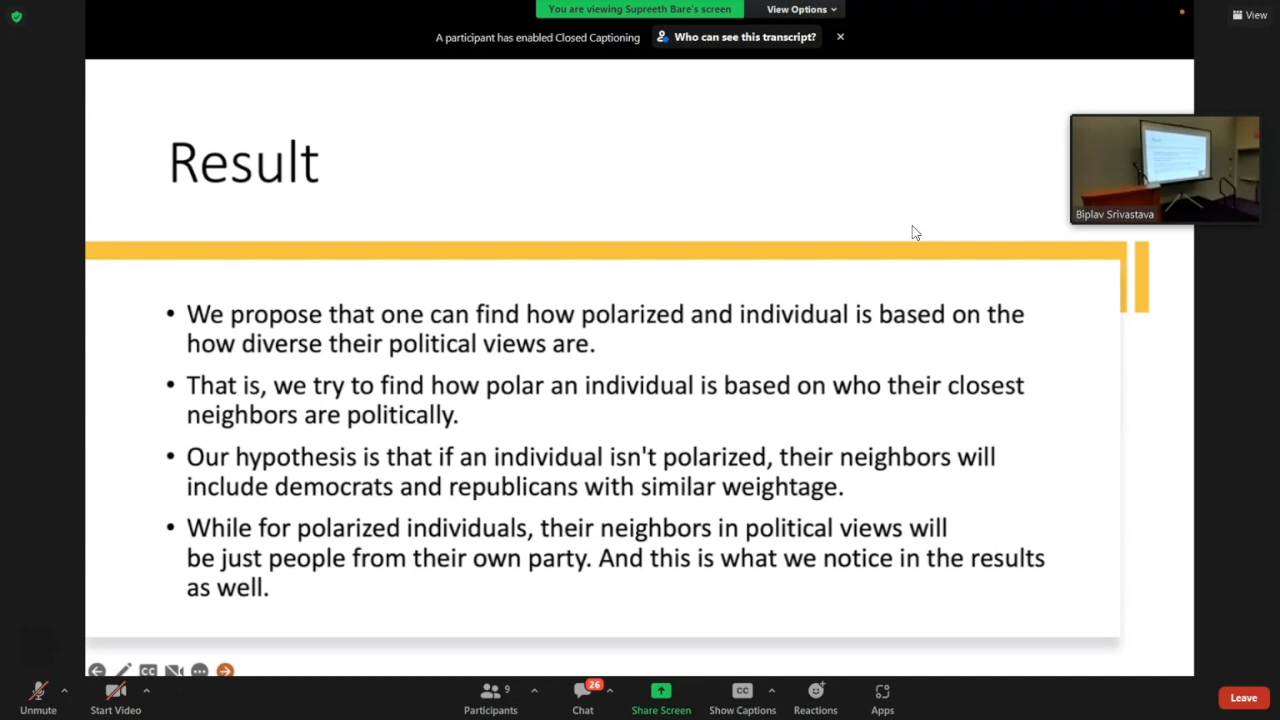 You are viewing Supreeth Bare's screen
View Options
View
A participant has enabled Closed Captioning
Who can see this transcript?
Result
Biplav Srivastava
• We propose that one can find how polarized and individual is based on the
how diverse their political views are.
• That is, we try to find how polar an individual is based on who their closest
neighbors are politically.
• Our hypothesis is that if an individual isn't polarized, their neighbors will
include democrats and republicans with similar weightage.
• While for polarized individuals, their neighbors in political views will
be just people from their own party. And this is what we notice in the results
as well.
CC
Unmute
Start Video
9
Participants
26
Chat
Share Screen
CC
Show Captions
Reactions
Apps
Leave